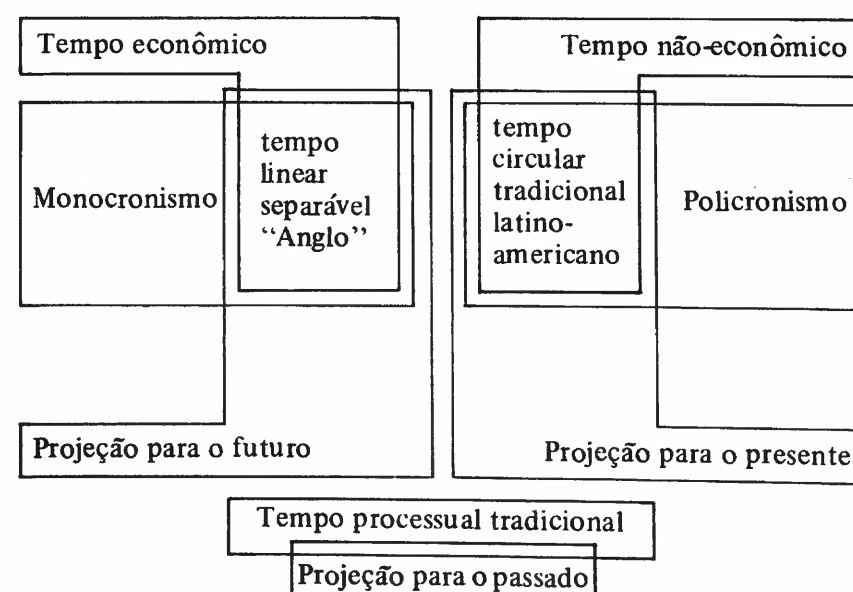 Tempo econômico
Tempo não-econômico
Monocronismo
tempo
linear
separável
“Anglo”
tempo
circular
tradicional
latino-
americano
Policronismo
Projeção para o futuro
Projeção para o presente
Tempo processual tradicional
Projeção para o passado